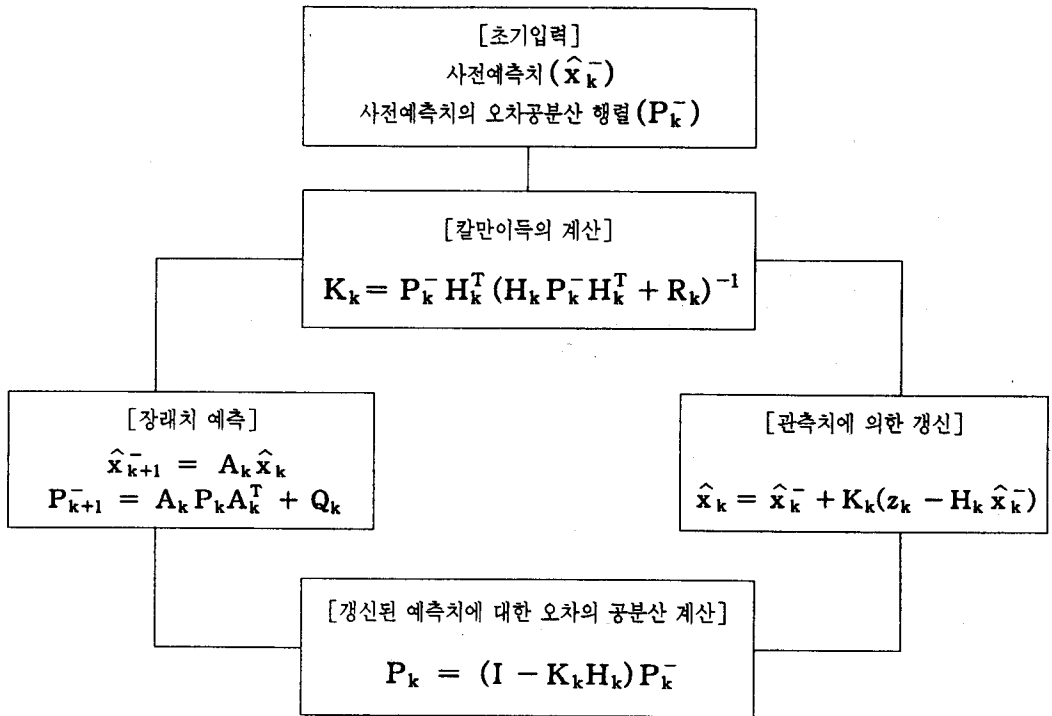 [초기입력]
사전예측치(x̂ₖ⁻)
사전예측치의 오차공분산 행렬(Pₖ⁻)
[칼만이득의 계산]
Kₖ = Pₖ⁻ Hₖᵀ (Hₖ Pₖ⁻ Hₖᵀ + Rₖ)⁻¹
[장래치 예측]
x̂ₖ₊₁⁻ = Aₖ x̂ₖ
Pₖ₊₁⁻ = Aₖ Pₖ Aₖᵀ + Qₖ
[관측치에 의한 갱신]
x̂ₖ = x̂ₖ⁻ + Kₖ(zₖ − Hₖ x̂ₖ⁻)
[갱신된 예측치에 대한 오차의 공분산 계산]
Pₖ = (I − KₖHₖ)Pₖ⁻